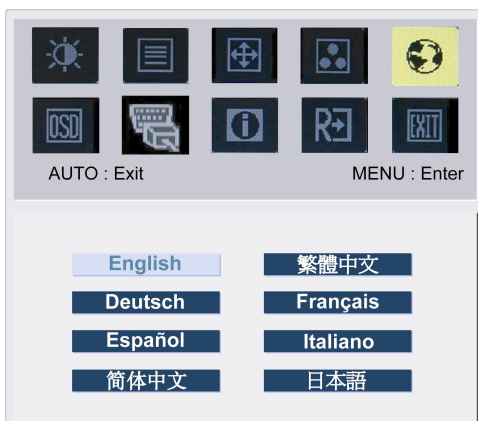 OSD
i
R
EXIT
AUTO : Exit MENU : Enter
English 繁體中文
Deutsch Français
Español Italiano
简体中文 日本語